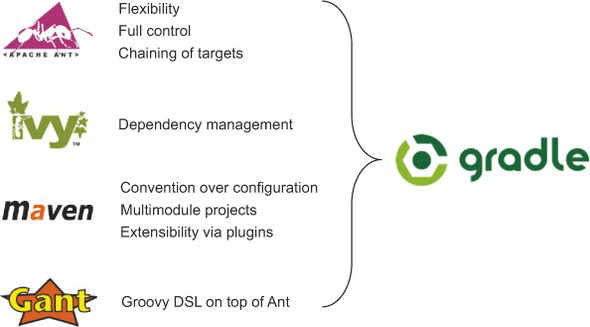 <APACHE ANT>
Flexibility
Full control
Chaining of targets
ivy
TM
Dependency management
maven
Convention over configuration
Multimodule projects
Extensibility via plugins
Gant
Groovy DSL on top of Ant
gradle